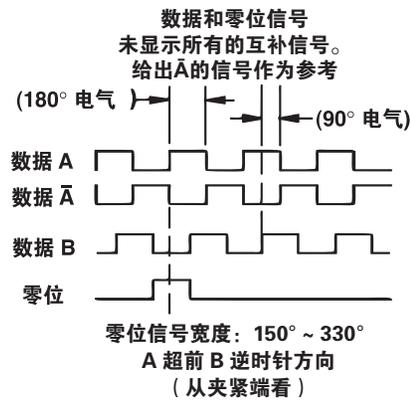 数据和零位信号
未显示所有的互补信号。
给出Ā的信号作为参考
(180° 电气 )
(90° 电气)
数据 A
数据 Ā
数据 B
零位
零位信号宽度：150° ~ 330°
A 超前 B 逆时针方向
（从夹紧端看）